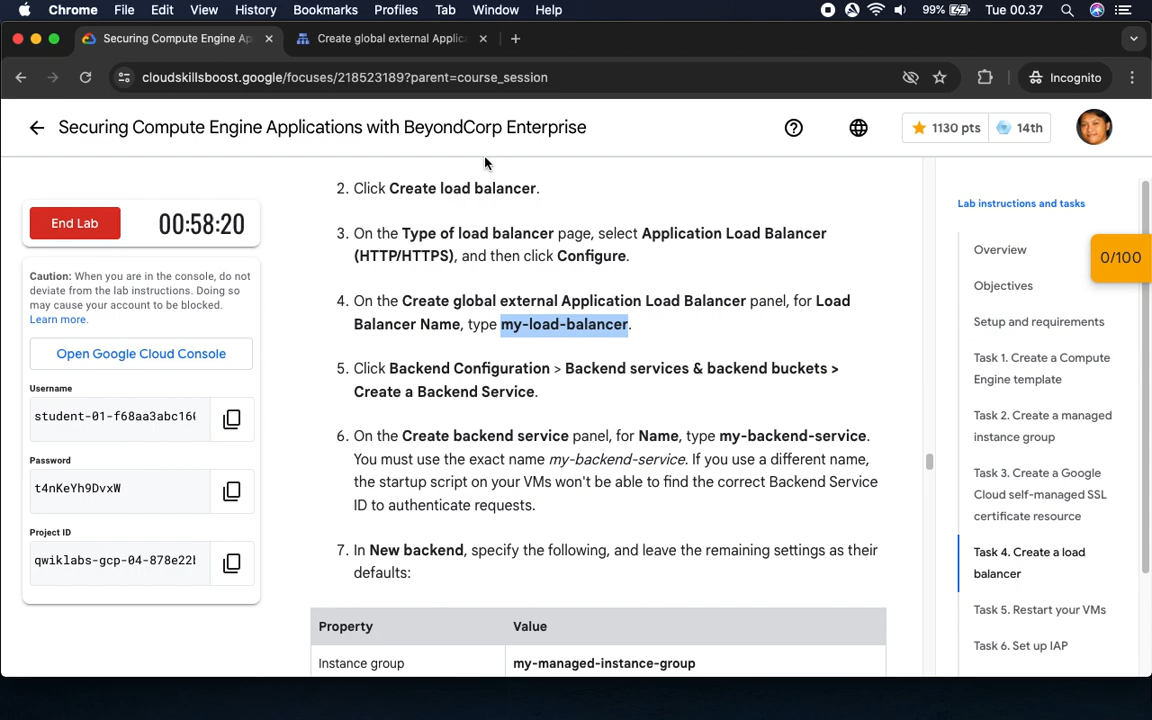 Chrome File Edit View History Bookmarks Profiles Tab Window Help 99% Tue 00.37
Securing Compute Engine Ap
Create global external Applic
cloudskillsboost.google/focuses/218523189?parent=course_session
Incognito
Securing Compute Engine Applications with BeyondCorp Enterprise
1130 pts
14th
End Lab
00:58:20
Caution: When you are in the console, do not
deviate from the lab instructions. Doing so
may cause your account to be blocked.
Learn more.
Open Google Cloud Console
Username
student-01-f68aa3abc16
Password
t4nKeYh9DvxW
Project ID
qwiklabs-gcp-04-878e22
2. Click Create load balancer.
3. On the Type of load balancer page, select Application Load Balancer
(HTTP/HTTPS), and then click Configure.
4. On the Create global external Application Load Balancer panel, for Load
Balancer Name, type my-load-balancer.
5. Click Backend Configuration > Backend services & backend buckets >
Create a Backend Service.
6. On the Create backend service panel, for Name, type my-backend-service.
You must use the exact name my-backend-service. If you use a different name,
the startup script on your VMs won't be able to find the correct Backend Service
ID to authenticate requests.
7. In New backend, specify the following, and leave the remaining settings as their
defaults:
Property Value
Instance group my-managed-instance-group
Lab instructions and tasks
0/100
Overview
Objectives
Setup and requirements
Task 1. Create a Compute
Engine template
Task 2. Create a managed
instance group
Task 3. Create a Google
Cloud self-managed SSL
certificate resource
Task 4. Create a load
balancer
Task 5. Restart your VMs
Task 6. Set up IAP